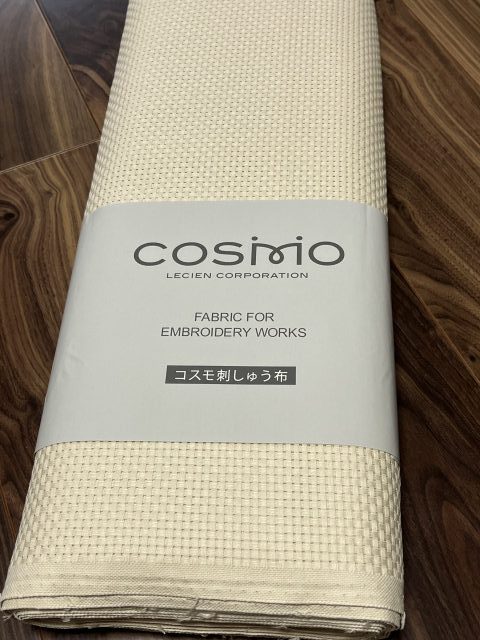 COSMO
LECIEN CORPORATION
FABRIC FOR
EMBROIDERY WORKS
コスモ刺しゅう布